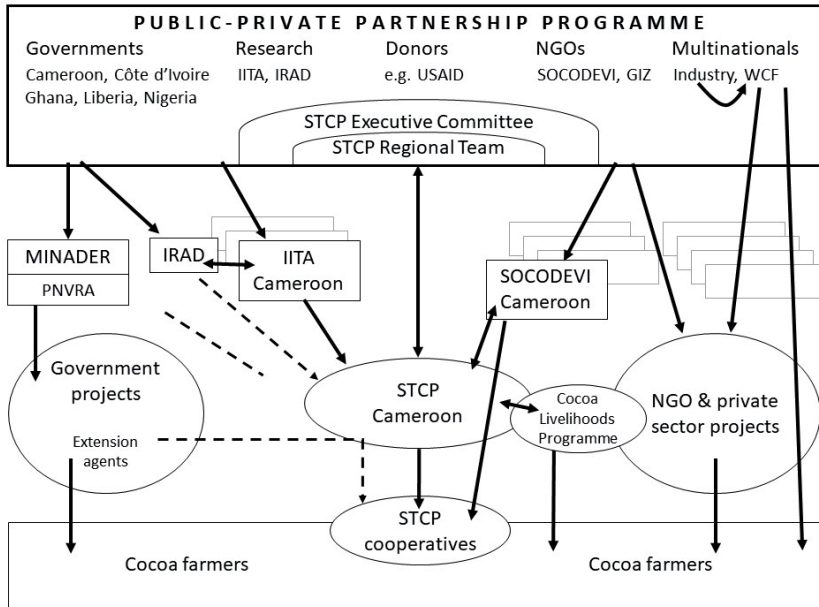 PUBLIC-PRIVATE PARTNERSHIP PROGRAMME
Governments
Cameroon, Côte d'Ivoire
Ghana, Liberia, Nigeria
Research
IITA, IRAD
Donors
e.g. USAID
NGOs
SOCODEVI, GIZ
Multinationals
Industry, WCF
STCP Executive Committee
STCP Regional Team
MINADER
PNVRA
IRAD
IITA
Cameroon
SOCODEVI
Cameroon
Government
projects
Extension
agents
STCP
Cameroon
Cocoa
Livelihoods
Programme
NGO & private
sector projects
STCP
cooperatives
Cocoa farmers
Cocoa farmers